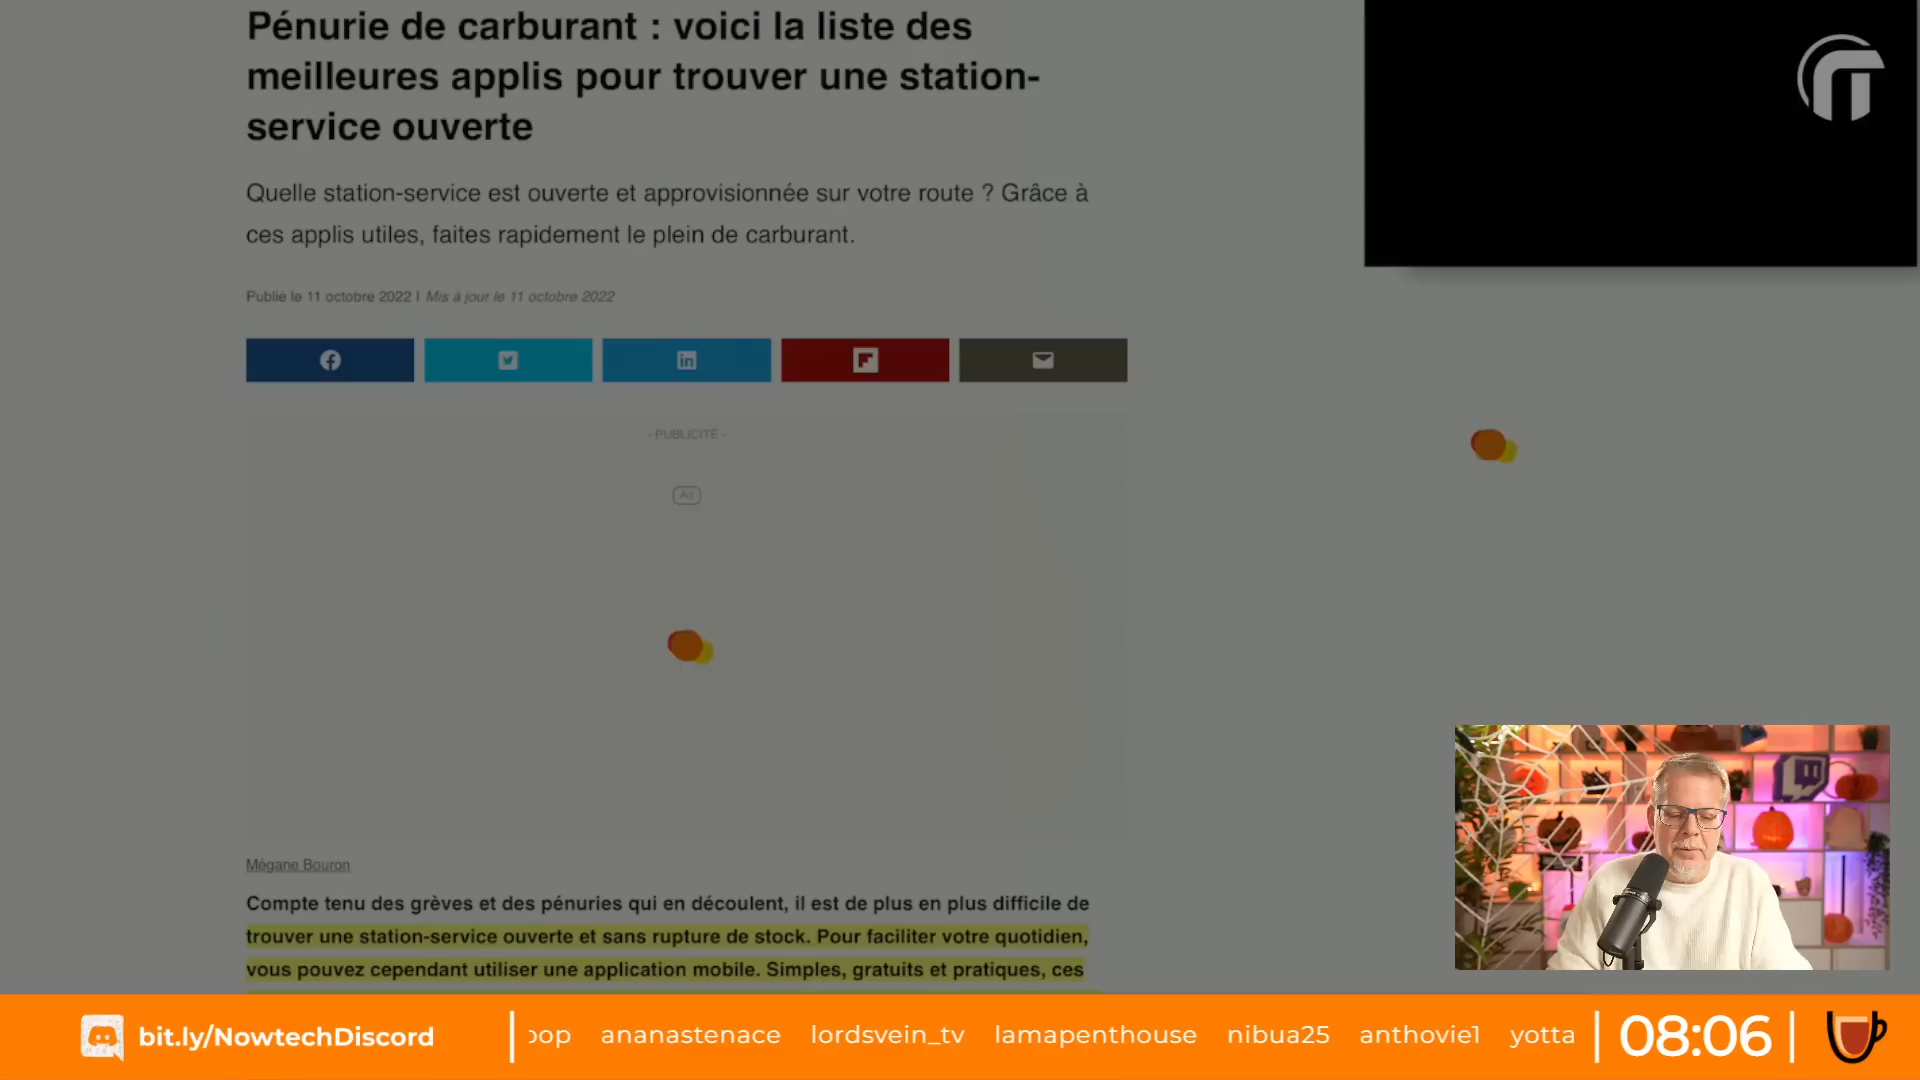 Pénurie de carburant : voici la liste des
meilleures applis pour trouver une station-
service ouverte
Quelle station-service est ouverte et approvisionnée sur votre route ? Grâce à
ces applis utiles, faites rapidement le plein de carburant.
Publié le 11 octobre 2022 | Mis à jour le 11 octobre 2022
- PUBLICITÉ -
Ad
Mégane Bouron
Compte tenu des grèves et des pénuries qui en découlent, il est de plus en plus difficile de
trouver une station-service ouverte et sans rupture de stock. Pour faciliter votre quotidien,
vous pouvez cependant utiliser une application mobile. Simples, gratuits et pratiques, ces
bit.ly/NowtechDiscord
ananastenace lordsvein_tv lamapenthouse nibua25 anthovie1 yotta
08:06